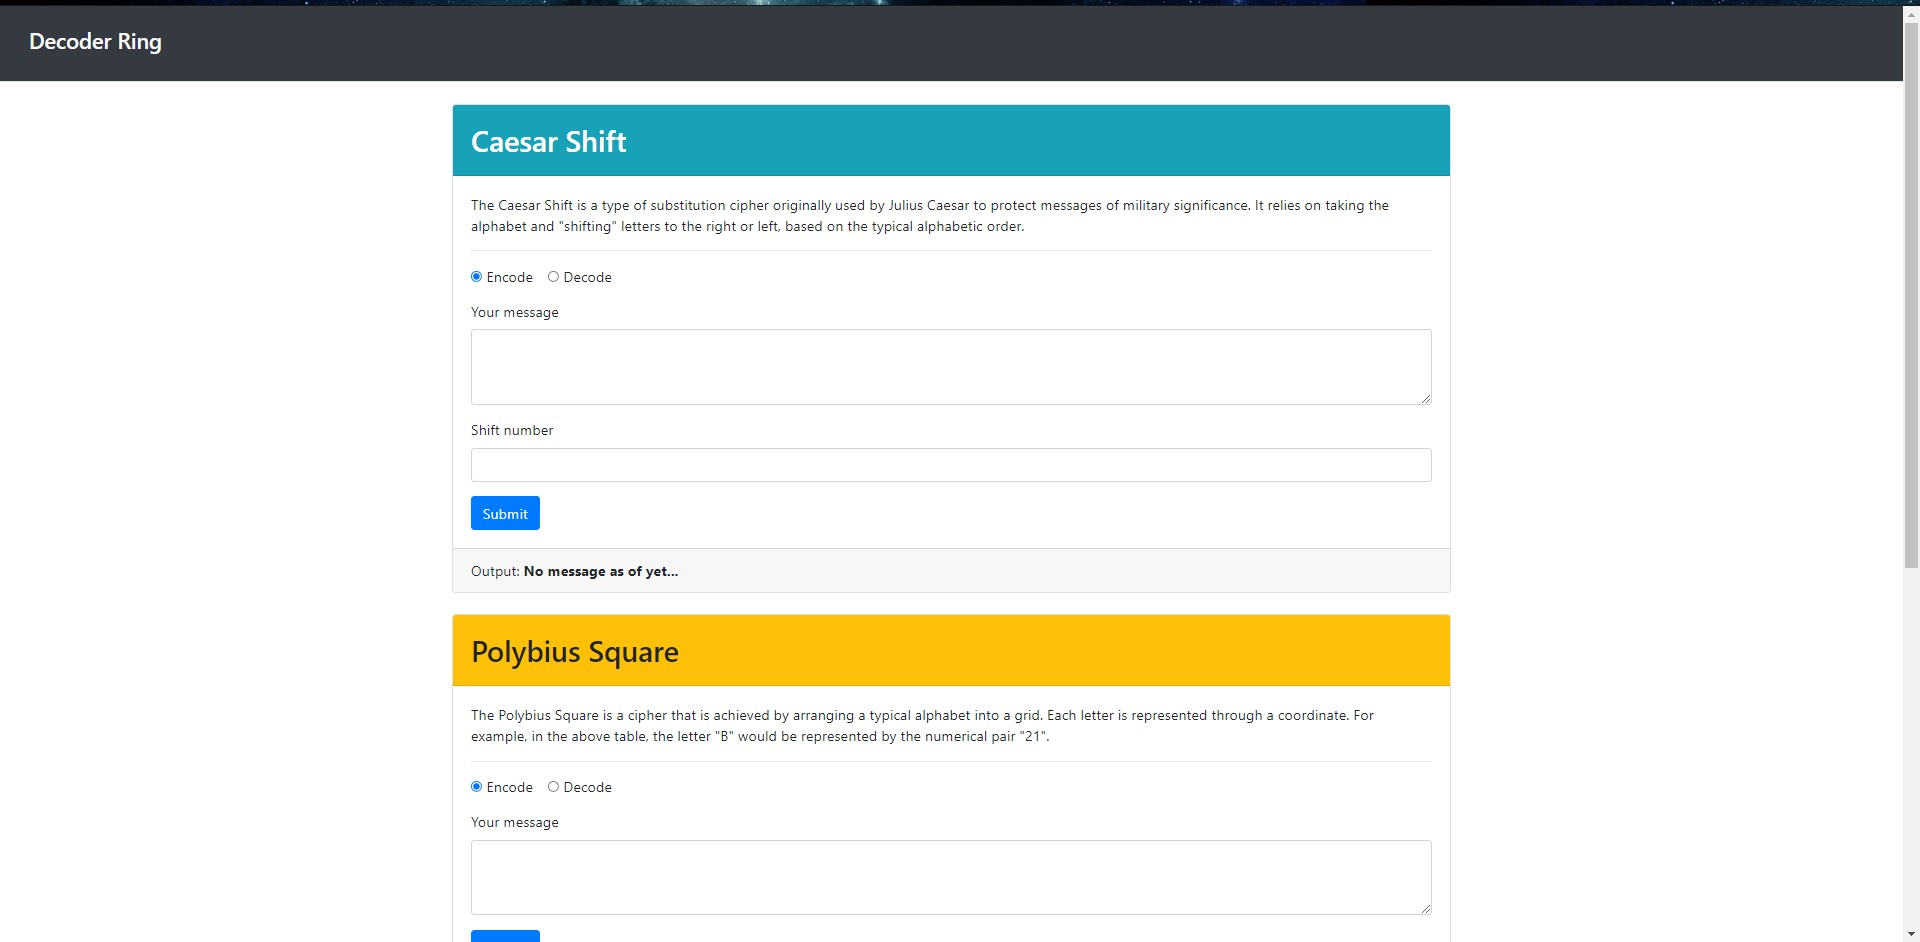 Decoder Ring
Caesar Shift
The Caesar Shift is a type of substitution cipher originally used by Julius Caesar to protect messages of military significance. It relies on taking the
alphabet and "shifting" letters to the right or left, based on the typical alphabetic order.
Encode Decode
Your message
Shift number
Submit
Output: No message as of yet...
Polybius Square
The Polybius Square is a cipher that is achieved by arranging a typical alphabet into a grid. Each letter is represented through a coordinate. For
example, in the above table, the letter "B" would be represented by the numerical pair "21".
Encode Decode
Your message